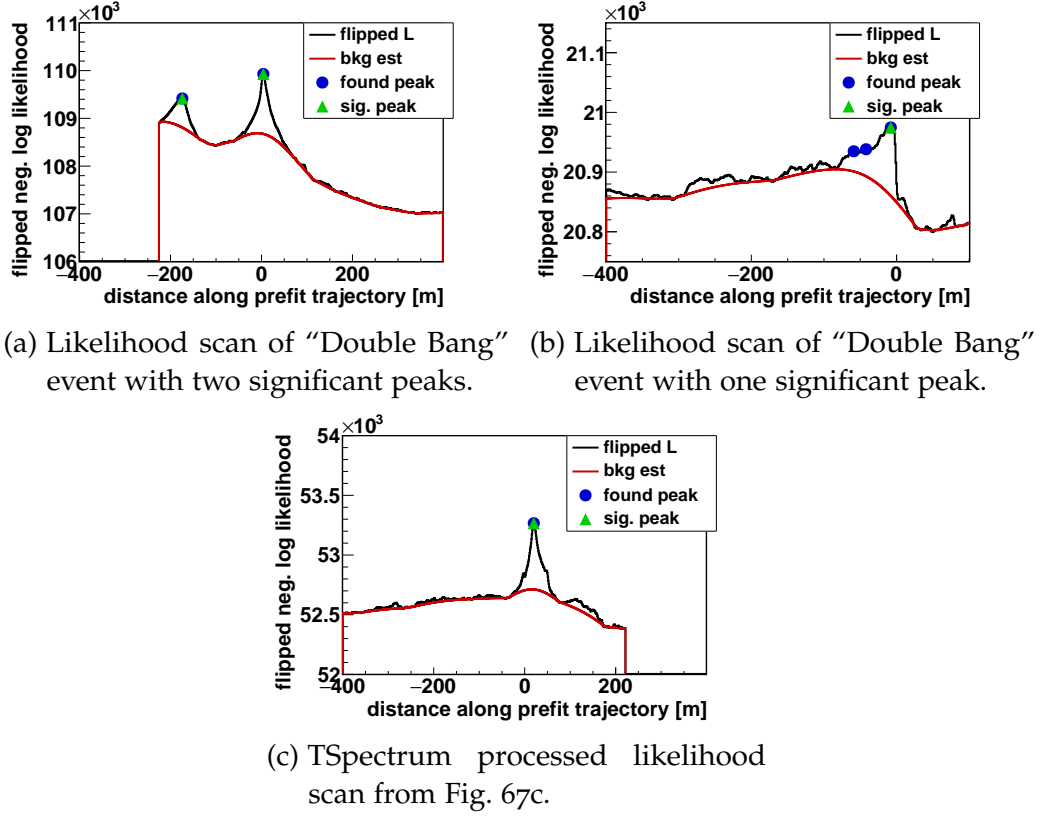 ×10³
111
110
109
108
107
106
−400
−200
0
200
flipped neg. log likelihood
distance along prefit trajectory [m]
flipped L
bkg est
found peak
sig. peak
(a) Likelihood scan of “Double Bang”
event with two significant peaks.
×10³
21.1
21
20.9
20.8
−400
−200
0
flipped neg. log likelihood
distance along prefit trajectory [m]
flipped L
bkg est
found peak
sig. peak
(b) Likelihood scan of “Double Bang”
event with one significant peak.
×10³
54
53.5
53
52.5
52
−400
−200
0
200
flipped neg. log likelihood
distance along prefit trajectory [m]
flipped L
bkg est
found peak
sig. peak
(c) TSpectrum processed likelihood
scan from Fig. 67c.